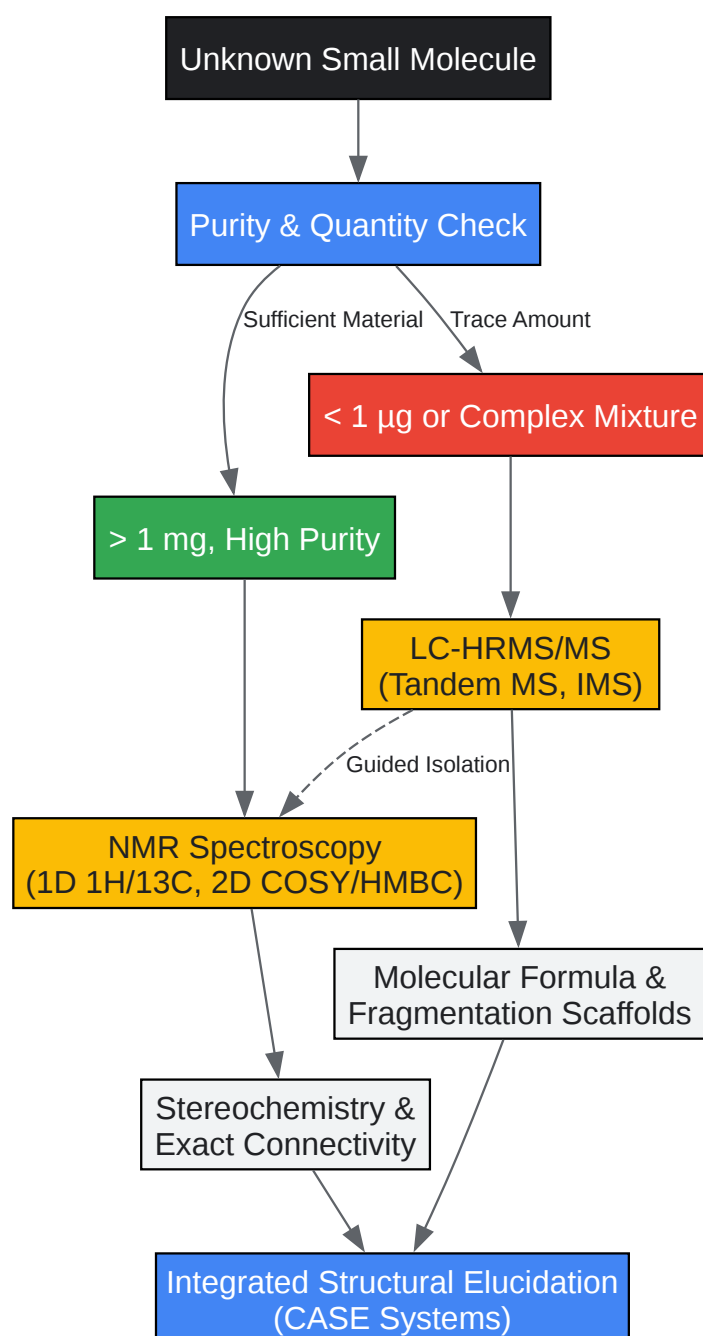 Unknown Small Molecule
Purity & Quantity Check
Sufficient Material
Trace Amount
< 1 µg or Complex Mixture
> 1 mg, High Purity
LC-HRMS/MS
(Tandem MS, IMS)
Guided Isolation
NMR Spectroscopy
(1D 1H/13C, 2D COSY/HMBC)
Molecular Formula &
Fragmentation Scaffolds
Stereochemistry &
Exact Connectivity
Integrated Structural Elucidation
(CASE Systems)